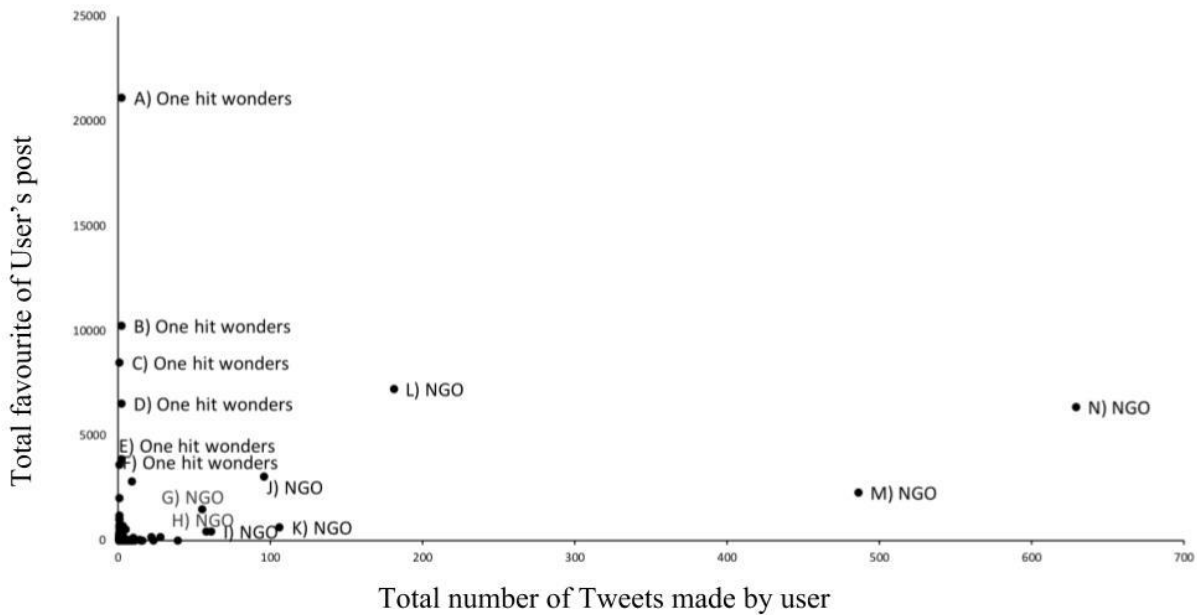 Total favourite of User's post
25000
20000
15000
10000
5000
0
A) One hit wonders
B) One hit wonders
C) One hit wonders
D) One hit wonders
E) One hit wonders
F) One hit wonders
L) NGO
N) NGO
J) NGO
M) NGO
G) NGO
H) NGO
I) NGO
K) NGO
0 100 200 300 400 500 600 700
Total number of Tweets made by user